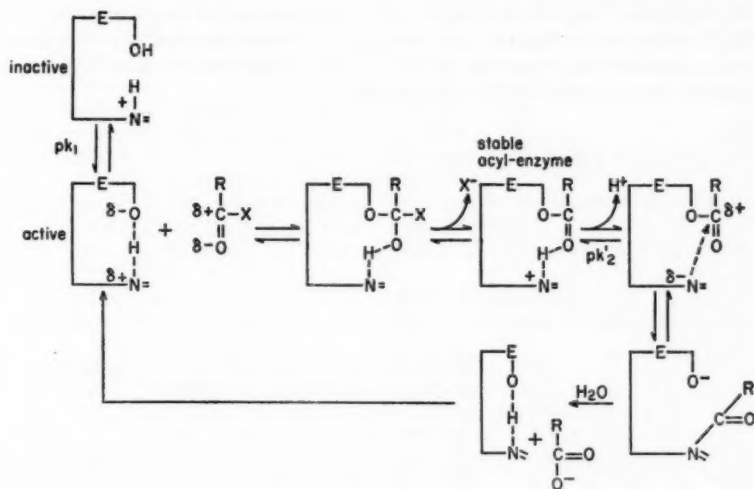 E
OH
inactive
H
+
N=
pk₁
stable
acyl-enzyme
X⁻
H⁺
E
δ-
O
H
active
δ+
N=
+
R
δ+
C-X
δ-
O
E
R
O-C-X
H
O
N=
E
R
O-C
O
H
+
N=
pk'₂
E
R
O-C
δ+
O
δ-
N=
E
O
H
N=
+
R
C=O
O⁻
H₂O
E
O⁻
R
C=O
N=